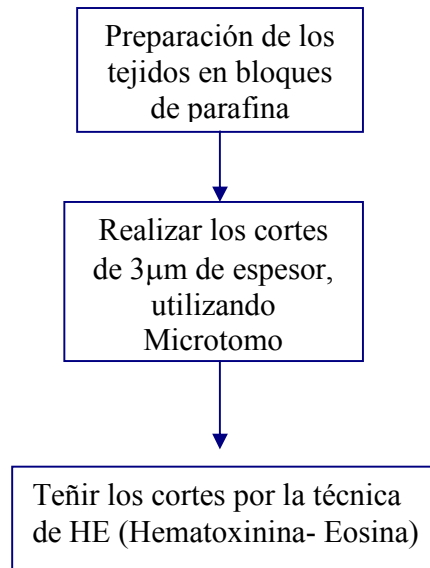 Preparación de los
tejidos en bloques
de parafina
Realizar los cortes
de 3μm de espesor,
utilizando
Microtomo
Teñir los cortes por la técnica
de HE (Hematoxinina- Eosina)